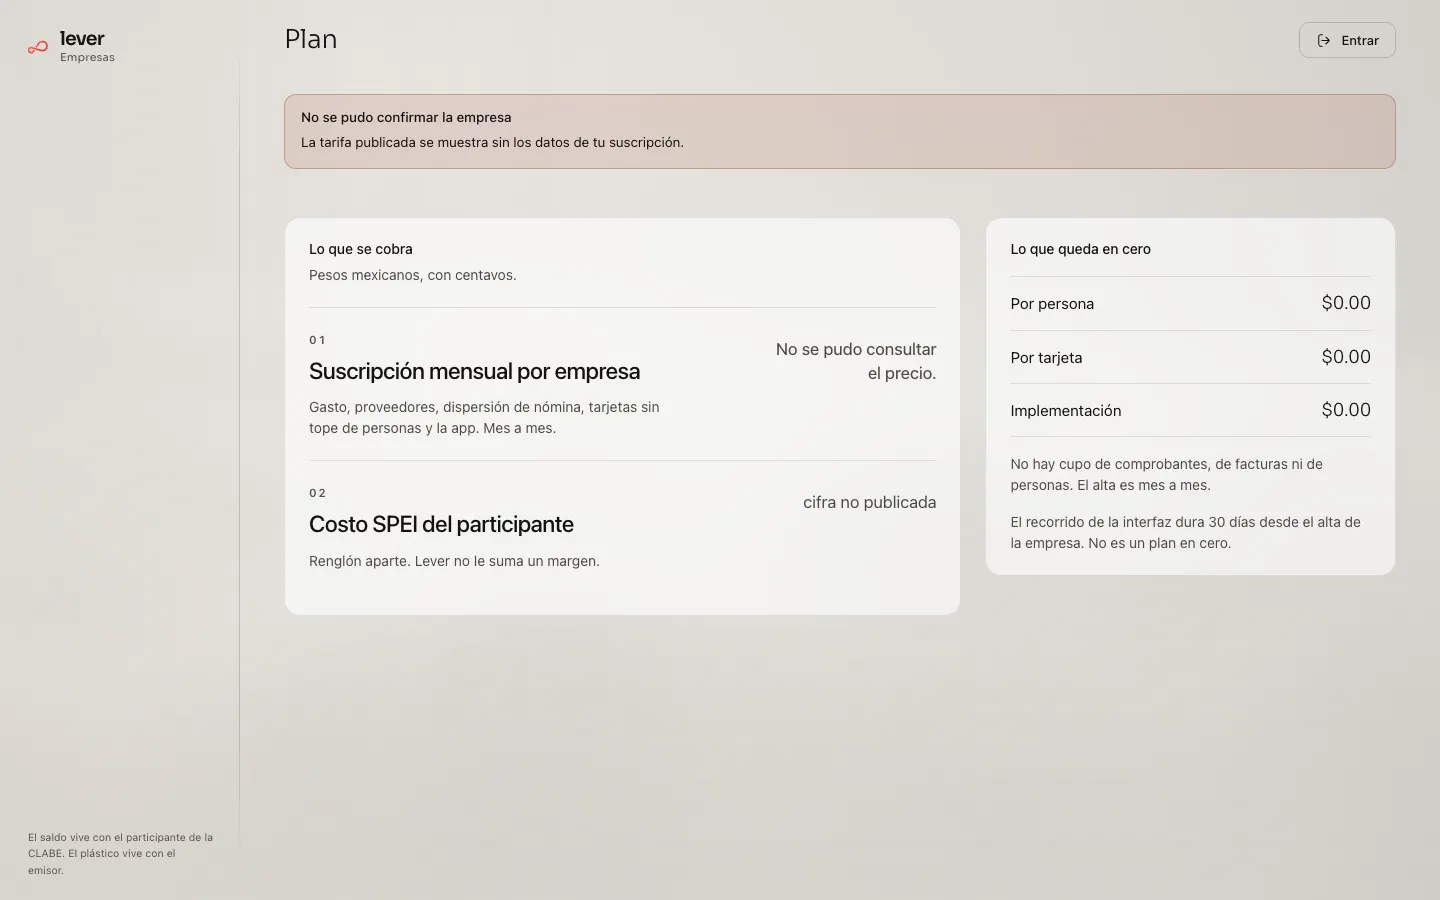 lever
Empresas
Plan
Entrar
No se pudo confirmar la empresa
La tarifa publicada se muestra sin los datos de tu suscripción.
Lo que se cobra
Pesos mexicanos, con centavos.
01
Suscripción mensual por empresa
Gasto, proveedores, dispersión de nómina, tarjetas sin
tope de personas y la app. Mes a mes.
No se pudo consultar
el precio.
02
Costo SPEI del participante
Renglón aparte. Lever no le suma un margen.
cifra no publicada
Lo que queda en cero
Por persona $0.00
Por tarjeta $0.00
Implementación $0.00
No hay cupo de comprobantes, de facturas ni de
personas. El alta es mes a mes.
El recorrido de la interfaz dura 30 días desde el alta de
la empresa. No es un plan en cero.
El saldo vive con el participante de la
CLABE. El plástico vive con el
emisor.